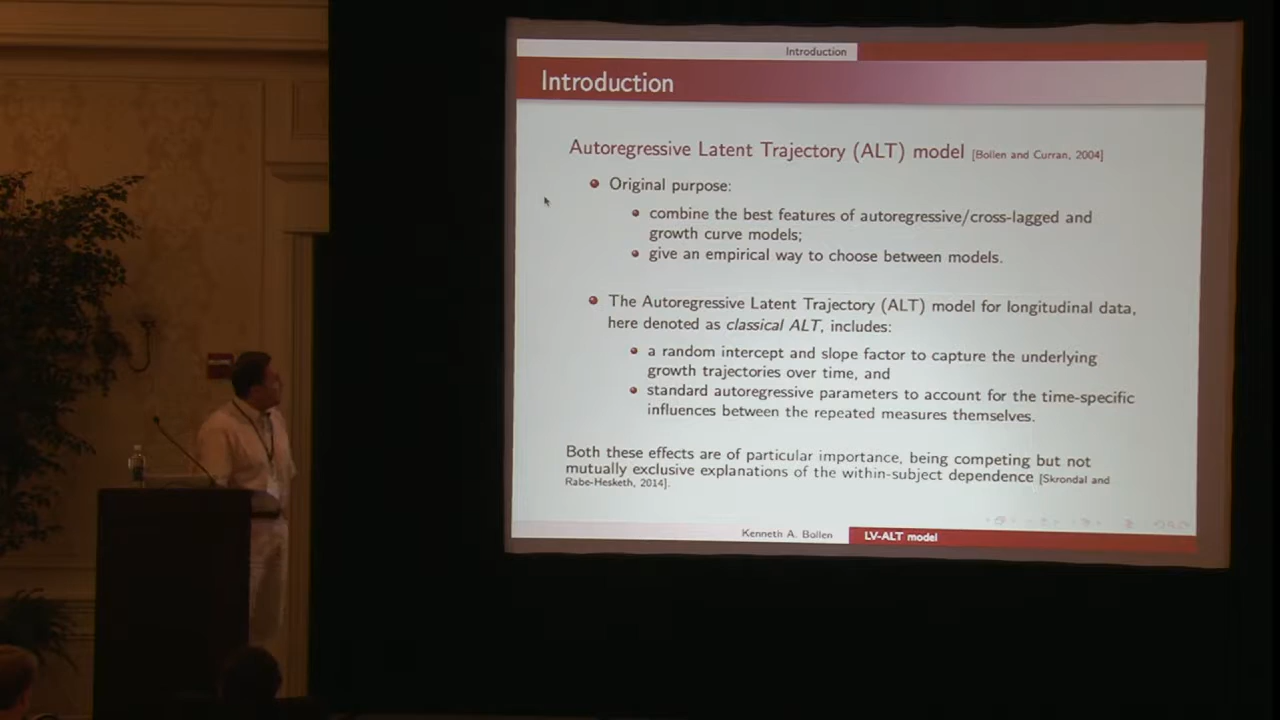 Introduction
Introduction
Autoregressive Latent Trajectory (ALT) model [Bollen and Curran, 2004]
Original purpose:
combine the best features of autoregressive/cross-lagged and
growth curve models;
give an empirical way to choose between models.
The Autoregressive Latent Trajectory (ALT) model for longitudinal data,
here denoted as classical ALT, includes:
a random intercept and slope factor to capture the underlying
growth trajectories over time, and
standard autoregressive parameters to account for the time-specific
influences between the repeated measures themselves.
Both these effects are of particular importance, being competing but not
mutually exclusive explanations of the within-subject dependence [Skrondal and
Rabe-Hesketh, 2014].
Kenneth A. Bollen
LV-ALT model